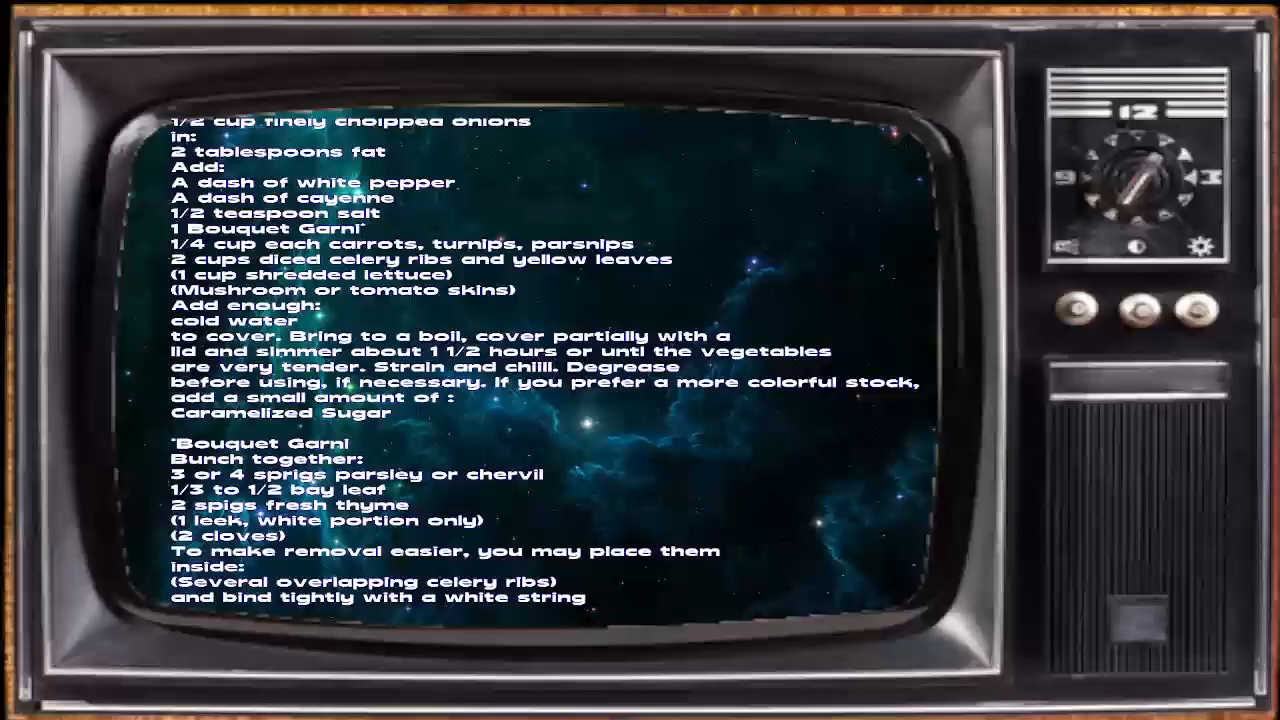 1/2 cup finely choipped onions
in:
2 tablespoons fat
Add:
A dash of white pepper
A dash of cayenne
1/2 teaspoon salt
1 Bouquet Garni*
1/4 cup each carrots, turnips, parsnips
2 cups diced celery ribs and yellow leaves
(1 cup shredded lettuce)
(Mushroom or tomato skins)
Add enough:
cold water
to cover. Bring to a boil, cover partially with a
lid and simmer about 1 1/2 hours or until the vegetables
are very tender. Strain and chill. Degrease
before using, if necessary. If you prefer a more colorful stock,
add a small amount of :
Caramelized Sugar
*Bouquet Garni
Bunch together:
3 or 4 sprigs parsley or chervil
1/3 to 1/2 bay leaf
2 spigs fresh thyme
(1 leek, white portion only)
(2 cloves)
To make removal easier, you may place them
inside:
(Several overlapping celery ribs)
and bind tightly with a white string
12
9
3